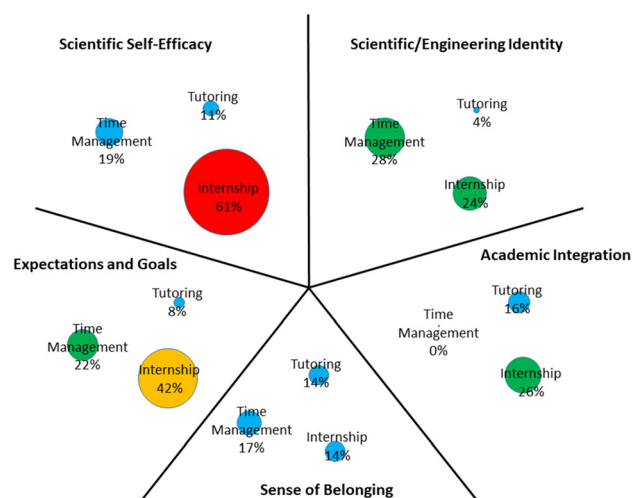 Scientific Self-Efficacy
Tutoring
11%
Time
Management
19%
Internship
61%
Scientific/Engineering Identity
Tutoring
4%
Time
Management
28%
Internship
24%
Expectations and Goals
Tutoring
8%
Time
Management
22%
Internship
42%
Academic Integration
Tutoring
16%
Time
Management
0%
Internship
26%
Tutoring
14%
Time
Management
17%
Internship
14%
Sense of Belonging